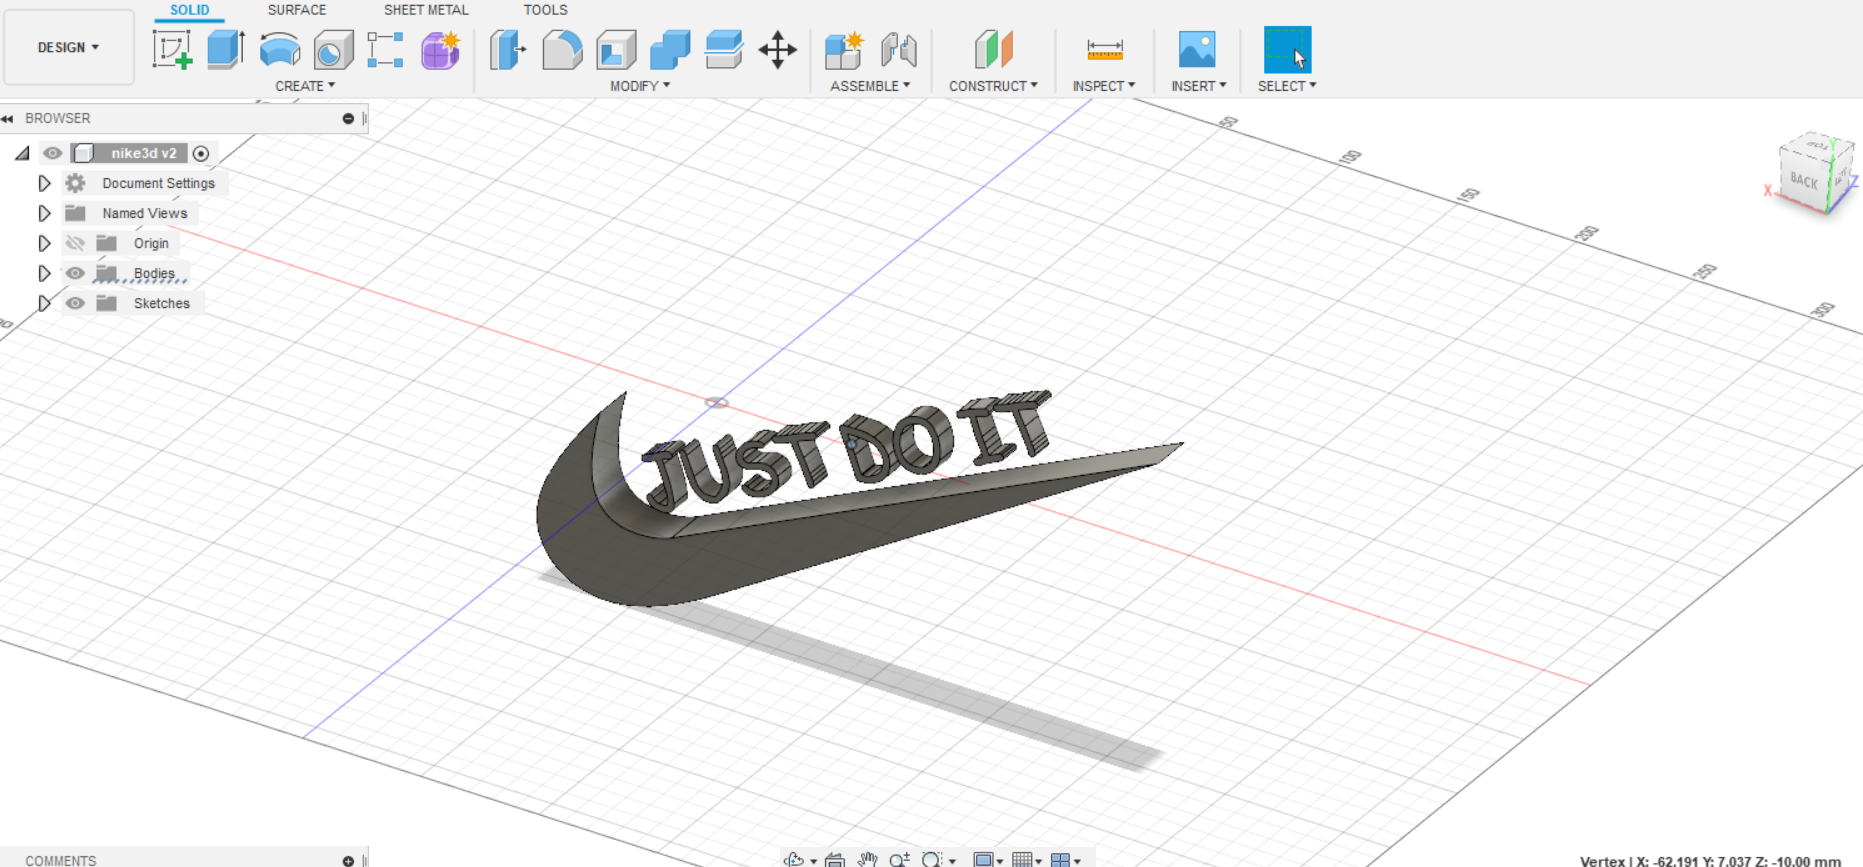 SOLID SURFACE SHEET METAL TOOLS
DESIGN
CREATE MODIFY ASSEMBLE CONSTRUCT INSPECT INSERT SELECT
BROWSER
nike3d v2
Document Settings
Named Views
Origin
Bodies
Sketches
50
100
150
200
250
300
TOP
BACK
X
Y
Z
JUST DO IT
COMMENTS
Vertex | X: -62.191 Y: 7.037 Z: -10.00 mm